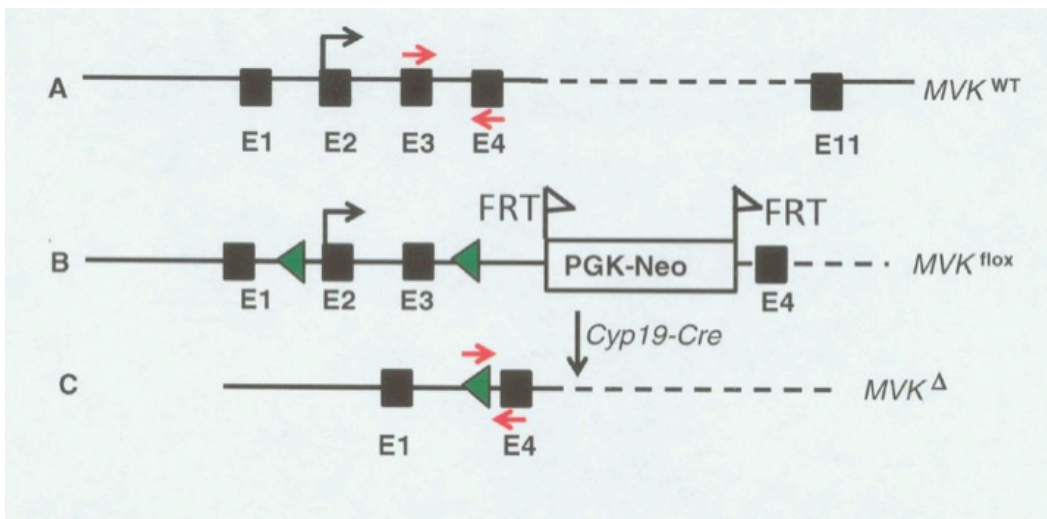 A MVK WT
E1 E2 E3 E4 E11
FRT FRT
B PGK-Neo MVK flox
E1 E2 E3 E4
Cyp19-Cre
C MVK Δ
E1 E4